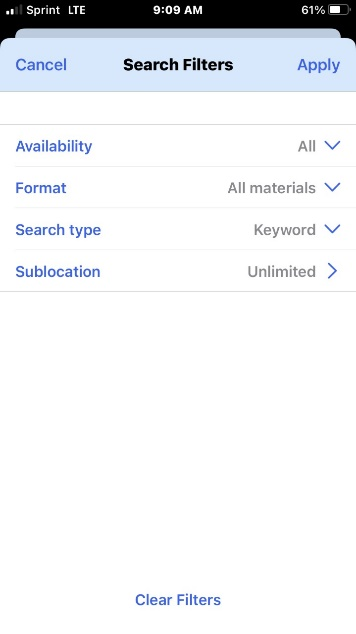 Sprint LTE 9:09 AM 61%
Cancel Search Filters Apply
Availability All
Format All materials
Search type Keyword
Sublocation Unlimited
Clear Filters